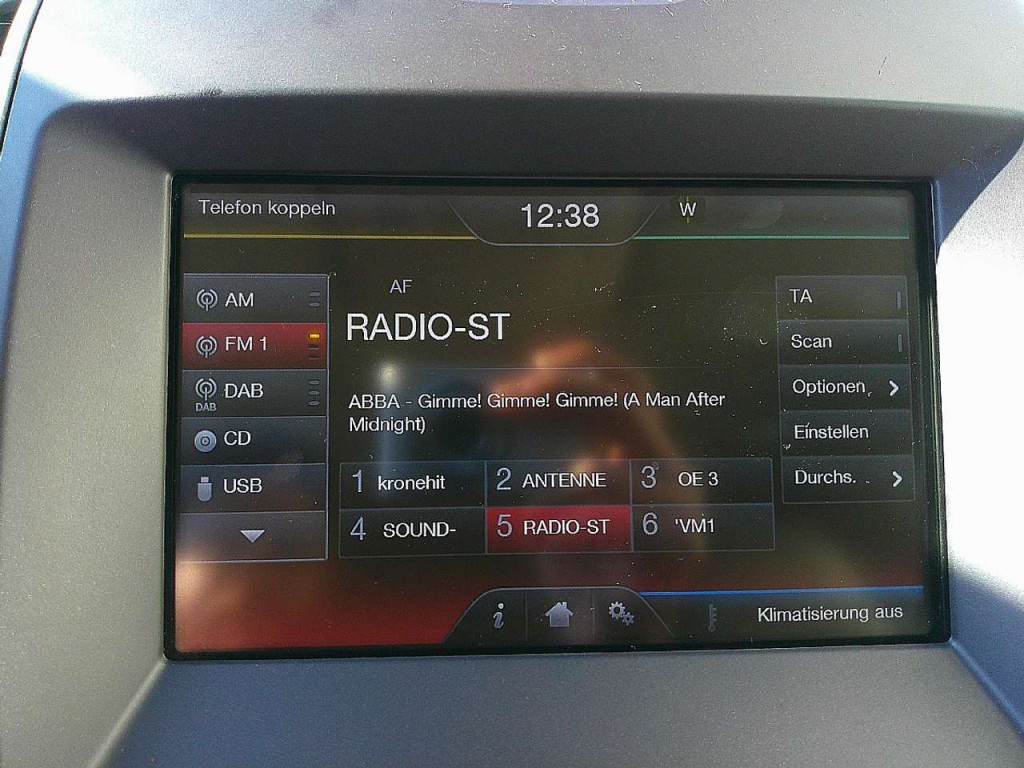 Telefon koppeln
12:38
W
AM
FM 1
DAB
DAB
CD
USB
AF
RADIO-ST
ABBA - Gimme! Gimme! Gimme! (A Man After
Midnight)
1 kronehit
2 ANTENNE
3 OE 3
4 SOUND-
5 RADIO-ST
6 'VM1
TA
Scan
Optionen
Einstellen
Durchs. .
i
Klimatisierung aus